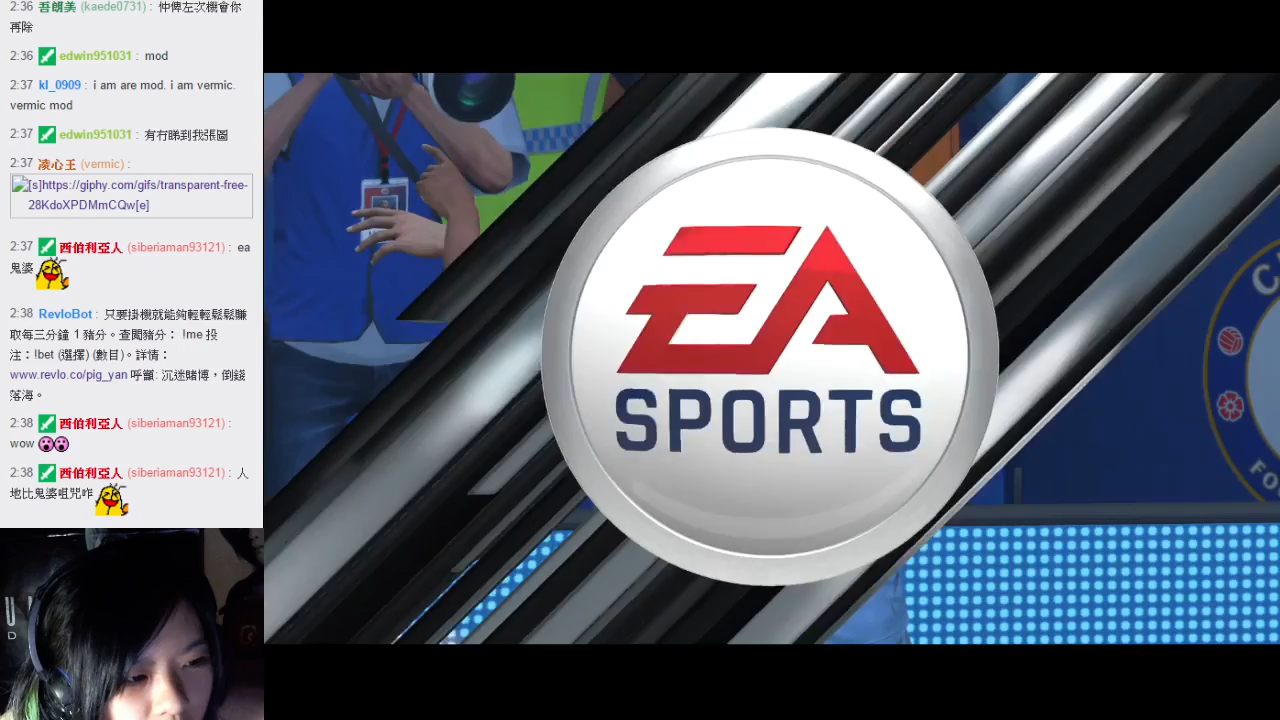 2:36 吾朗美 (kaede0731) : 仲俾左次機會你
再除
2:36 edwin951031 : mod
2:37 kl_0909 : i am are mod. i am vermic.
vermic mod
2:37 edwin951031 : 有冇睇到我張圖
2:37 凌心王 (vermic) :
[s]https://giphy.com/gifs/transparent-free-
28KdoXPDMmCQw[e]
2:37 西伯利亞人 (siberiaman93121) : ea
鬼婆
2:38 RevloBot : 只要掛機就能夠輕輕鬆鬆賺
取每三分鐘 1 豬分。查閱豬分： !me 投
注：!bet (選擇) (數目)。詳情：
www.revlo.co/pig_yan 呼籲: 沉迷賭博，倒錢
落海。
2:38 西伯利亞人 (siberiaman93121) :
wow
2:38 西伯利亞人 (siberiaman93121) : 人
地比鬼婆咀咒咋
EA
SPORTS
FO